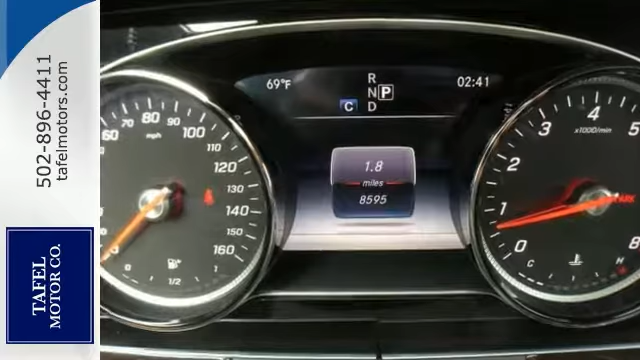 502-896-4411
tafelmotors.com
TAFEL
MOTOR CO.
69°F
R
N P
C D
02:41
1.8
miles
8595
60 70 80 90 100 110 120 130 140 150 160
mph
0 1/2 1
0 1 2 3 4 5
8
x1000/min
C H